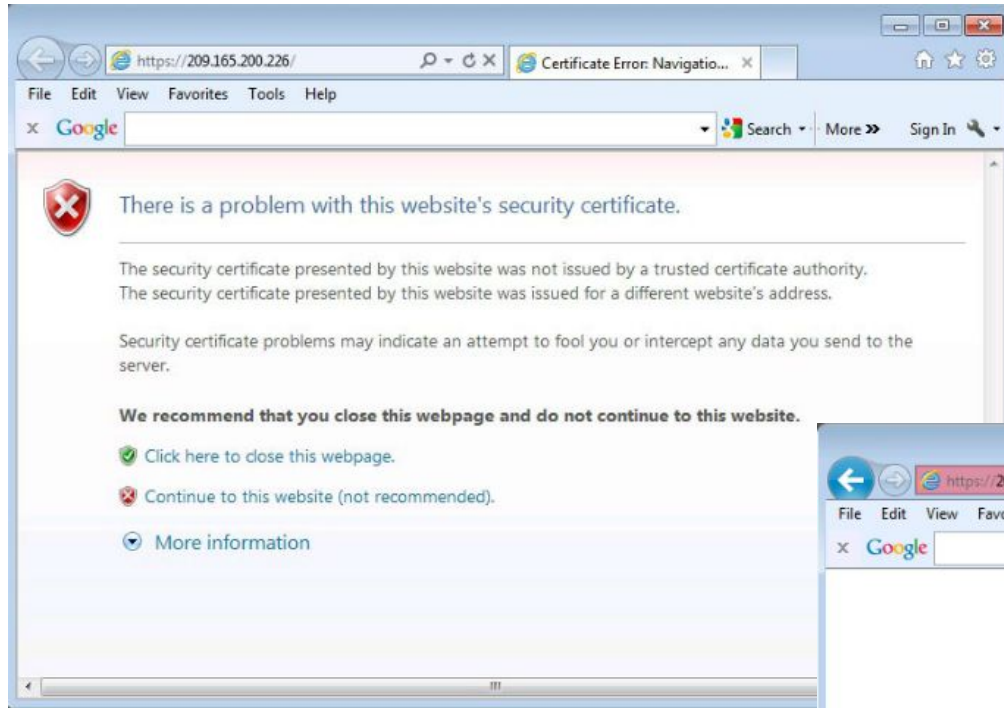 https://209.165.200.226/
Certificate Error: Navigatio...
File Edit View Favorites Tools Help
x Google Search More » Sign In
There is a problem with this website's security certificate.
The security certificate presented by this website was not issued by a trusted certificate authority.
The security certificate presented by this website was issued for a different website's address.
Security certificate problems may indicate an attempt to fool you or intercept any data you send to the
server.
We recommend that you close this webpage and do not continue to this website.
Click here to close this webpage.
Continue to this website (not recommended).
More information
https://2
File Edit View Favo
x Google